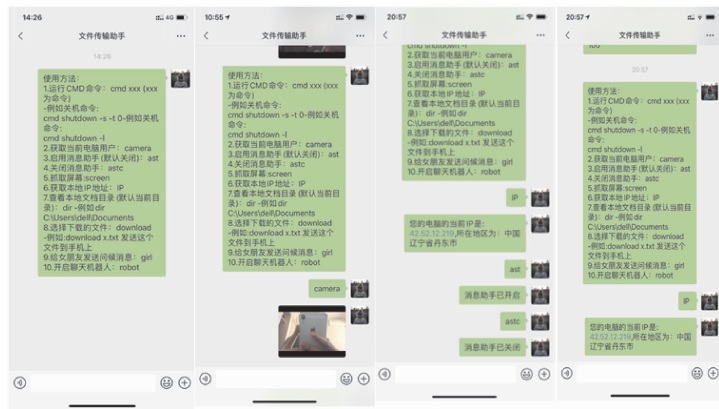 14:26
4G
文件传输助手
14:26
使用方法:
1.运行CMD命令: cmd xxx (xxx
为命令)
-例如关机命令:
cmd shutdown -s -t 0-例如关机
命令:
cmd shutdown -l
2.获取当前电脑用户: camera
3.启用消息助手 (默认关闭): ast
4.关闭消息助手: astc
5.抓取屏幕:screen
6.获取本地IP地址: IP
7.查看本地文档目录 (默认当前目
录): dir -例如 dir
C:\Users\dell\Documents
8.选择下载的文件: download
-例如:download x.txt 发送这个
文件到手机上
9.给女朋友发送问候消息: girl
10.开启聊天机器人: robot
10:55
文件传输助手
使用方法:
1.运行CMD命令: cmd xxx (xxx
为命令)
-例如关机命令:
cmd shutdown -s -t 0-例如关机
命令:
cmd shutdown -l
2.获取当前电脑用户: camera
3.启用消息助手 (默认关闭): ast
4.关闭消息助手: astc
5.抓取屏幕:screen
6.获取本地IP地址: IP
7.查看本地文档目录 (默认当前目
录): dir -例如 dir
C:\Users\dell\Documents
8.选择下载的文件: download
-例如:download x.txt 发送这个
文件到手机上
9.给女朋友发送问候消息: girl
10.开启聊天机器人: robot
camera
20:57
文件传输助手
cmd shutdown -l
2.获取当前电脑用户: camera
3.启用消息助手 (默认关闭): ast
4.关闭消息助手: astc
5.抓取屏幕:screen
6.获取本地IP地址: IP
7.查看本地文档目录 (默认当前目
录): dir -例如 dir
C:\Users\dell\Documents
8.选择下载的文件: download
-例如:download x.txt 发送这个
文件到手机上
9.给女朋友发送问候消息: girl
10.开启聊天机器人: robot
IP
您的电脑的当前IP是:
42.52.12.219,所在地区为: 中国
辽宁省丹东市
ast
消息助手已开启
astc
消息助手已关闭
20:57
文件传输助手
20:57
使用方法:
1.运行CMD命令: cmd xxx (xxx
为命令)
-例如关机命令:
cmd shutdown -s -t 0-例如关机
命令:
cmd shutdown -l
2.获取当前电脑用户: camera
3.启用消息助手 (默认关闭): ast
4.关闭消息助手: astc
5.抓取屏幕:screen
6.获取本地IP地址: IP
7.查看本地文档目录 (默认当前目
录): dir -例如 dir
C:\Users\dell\Documents
8.选择下载的文件: download
-例如:download x.txt 发送这个
文件到手机上
9.给女朋友发送问候消息: girl
10.开启聊天机器人: robot
IP
您的电脑的当前IP是:
42.52.12.219,所在地区为: 中国
辽宁省丹东市